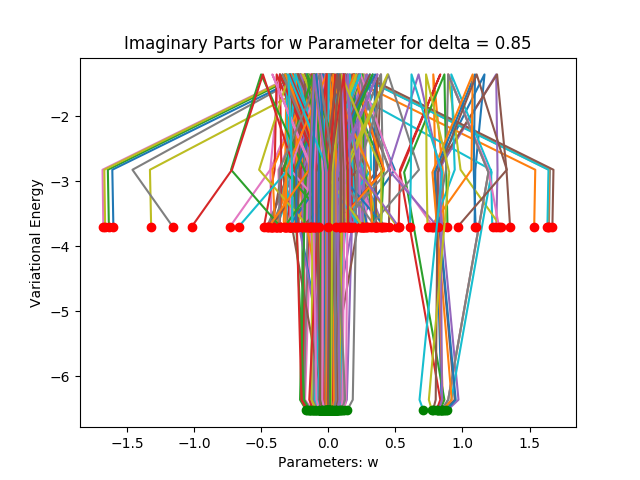 Imaginary Parts for w Parameter for delta = 0.85
Variational Energy
−2
−3
−4
−5
−6
−1.5 −1.0 −0.5 0.0 0.5 1.0 1.5
Parameters: w